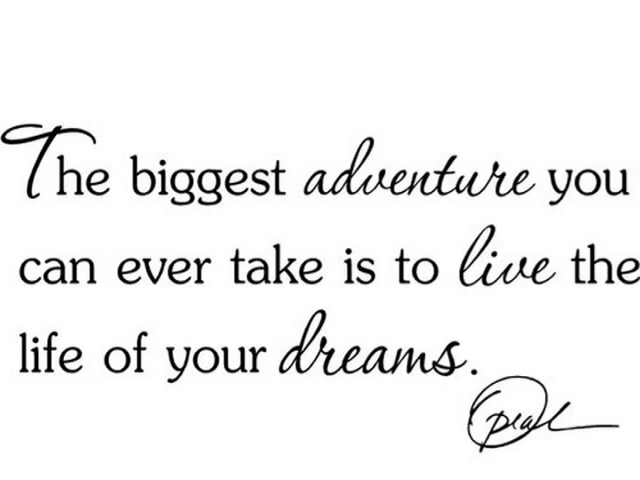 The biggest adventure you
can ever take is to live the
life of your dreams.